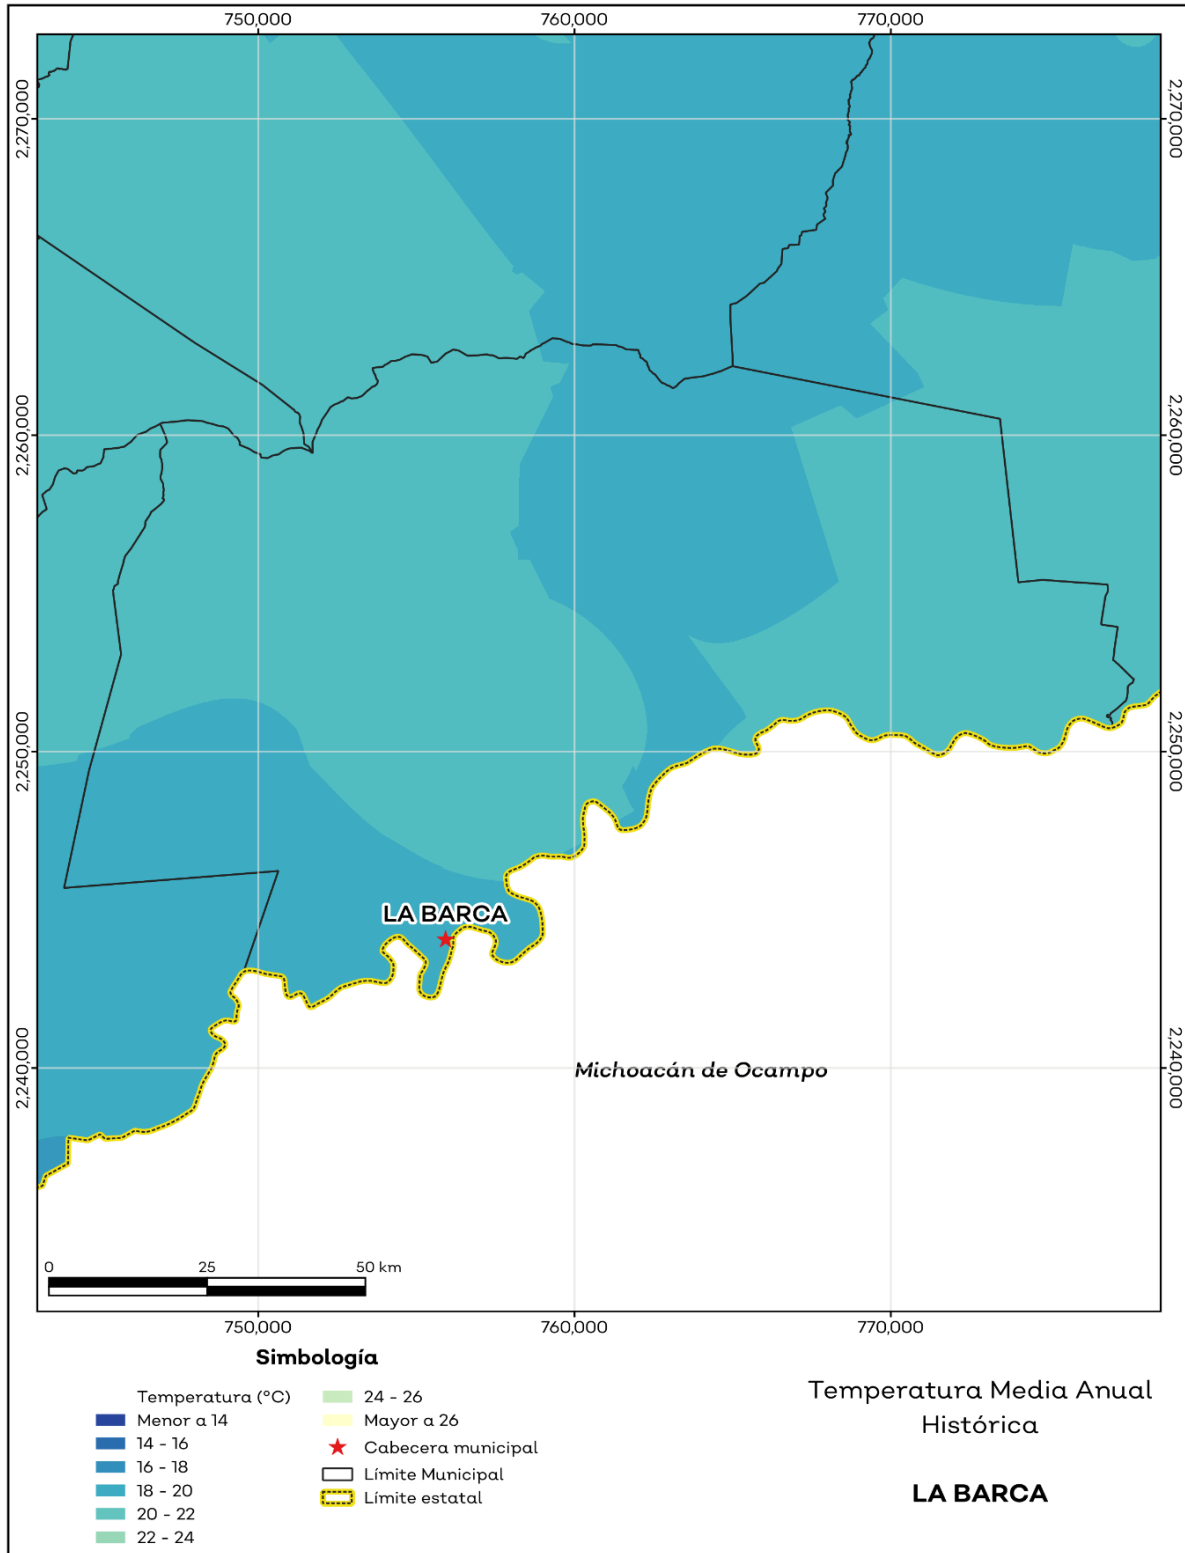 750,000
760,000
770,000
2,270,000
2,270,000
2,260,000
2,260,000
2,250,000
2,250,000
LA BARCA
2,240,000
2,240,000
Michoacán de Ocampo
0 25 50 km
750,000
760,000
770,000
Simbología
Temperatura (°C)
Menor a 14
14 - 16
16 - 18
18 - 20
20 - 22
22 - 24
24 - 26
Mayor a 26
Cabecera municipal
Límite Municipal
Límite estatal
Temperatura Media Anual
Histórica
LA BARCA